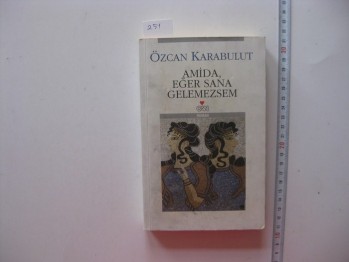 ÖZCAN KARABULUT
AMİDA,
EĞER SANA
GELEMEZSEM